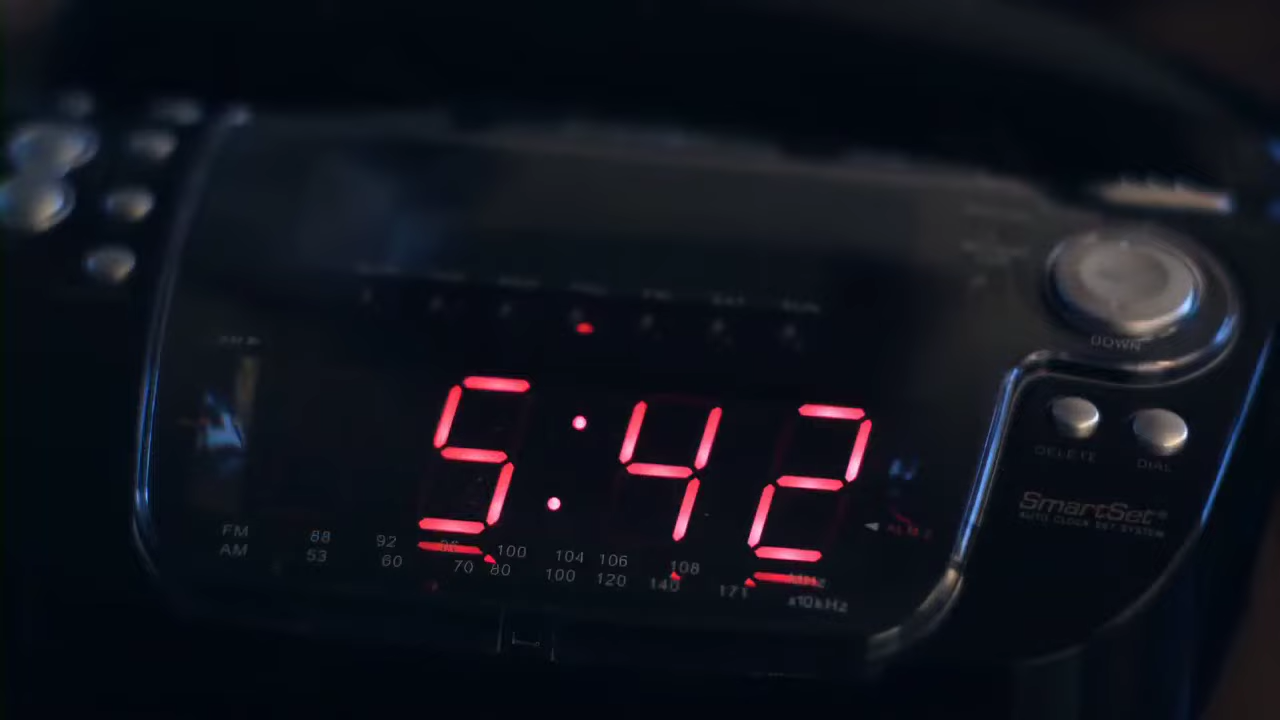 DOWN
5:42
DELETE DIAL
SmartSet®
AUTO CLOCK SET SYSTEM
FM 88 92 96 100 104 106 108 MHz
AM 53 60 70 80 100 120 140 171 x10kHz